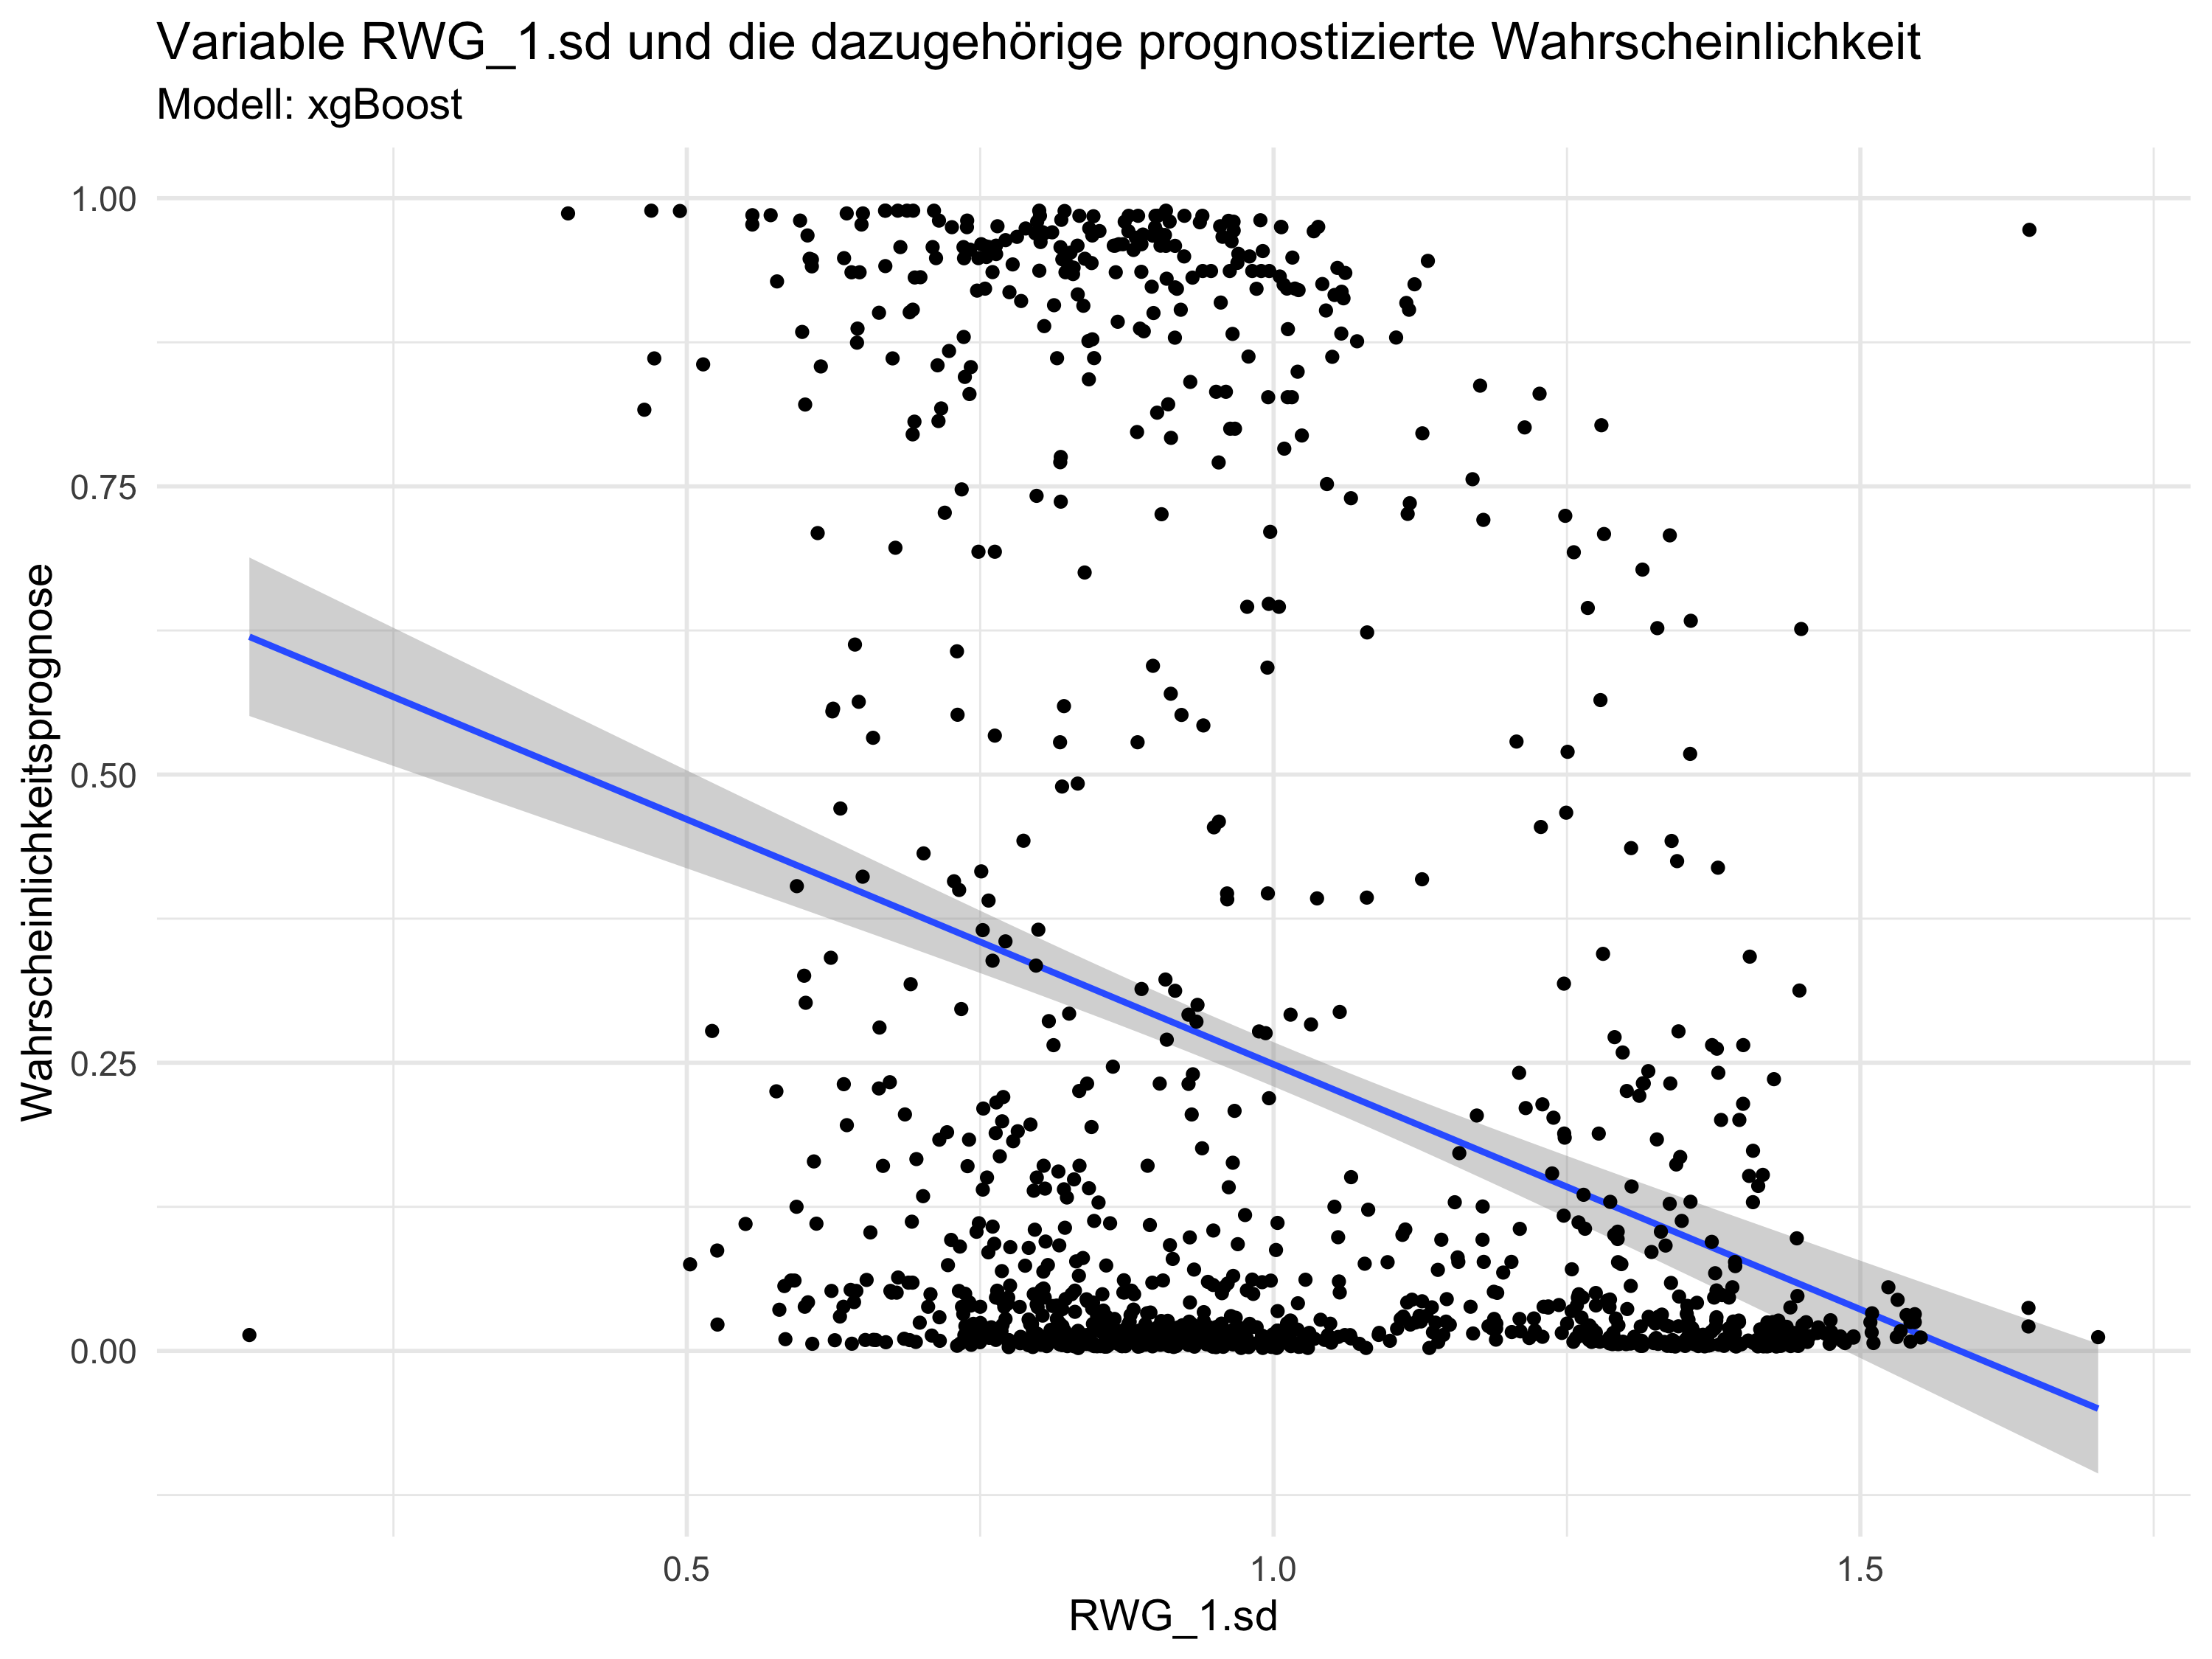 Variable RWG_1.sd und die dazugehörige prognostizierte Wahrscheinlichkeit
Modell: xgBoost
Wahrscheinlichkeitsprognose
1.00
0.75
0.50
0.25
0.00
0.5
1.0
1.5
RWG_1.sd